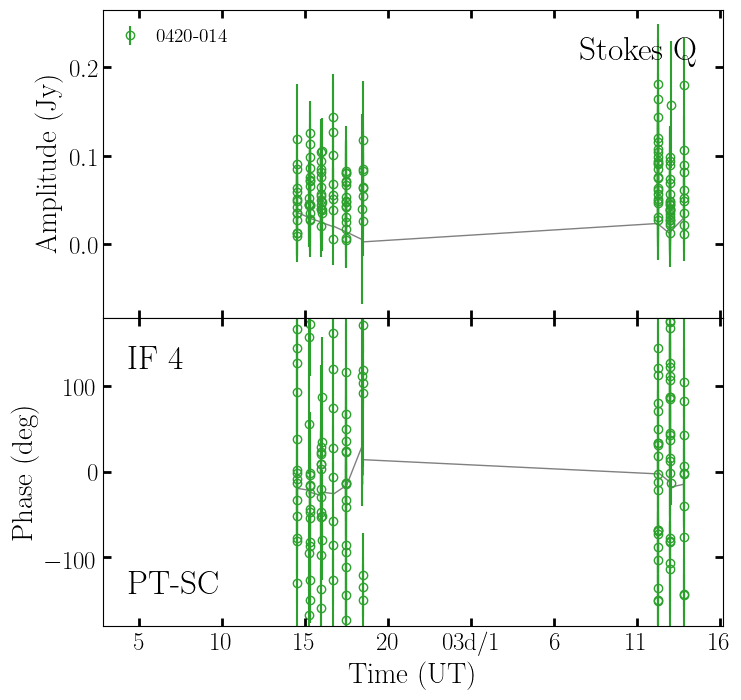 0420-014
Stokes Q
Amplitude (Jy)
0.2
0.1
0.0
IF 4
PT-SC
Phase (deg)
100
0
−100
5 10 15 20 03d/1 6 11 16
Time (UT)